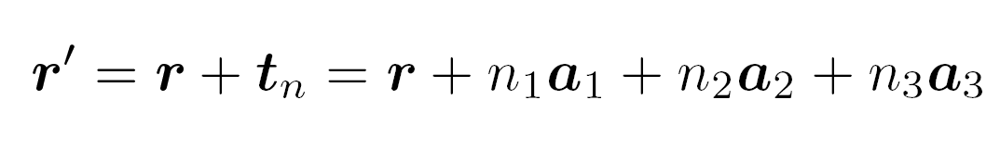 r′ = r + tₙ = r + n₁a₁ + n₂a₂ + n₃a₃